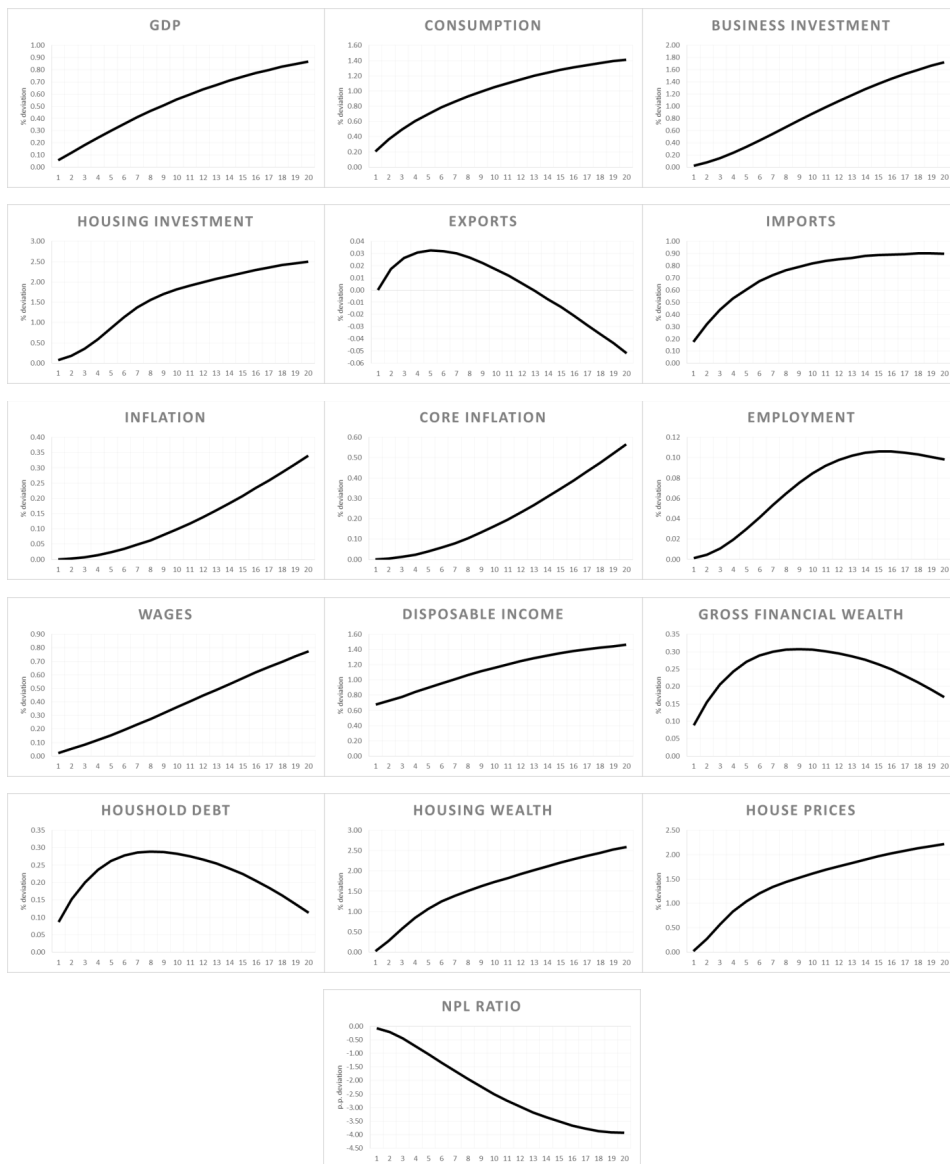 GDP
% deviation
1.00
0.90
0.80
0.70
0.60
0.50
0.40
0.30
0.20
0.10
0.00
1 2 3 4 5 6 7 8 9 10 11 12 13 14 15 16 17 18 19 20
CONSUMPTION
% deviation
1.60
1.40
1.20
1.00
0.80
0.60
0.40
0.20
0.00
1 2 3 4 5 6 7 8 9 10 11 12 13 14 15 16 17 18 19 20
BUSINESS INVESTMENT
% deviation
2.00
1.80
1.60
1.40
1.20
1.00
0.80
0.60
0.40
0.20
0.00
1 2 3 4 5 6 7 8 9 10 11 12 13 14 15 16 17 18 19 20
HOUSING INVESTMENT
% deviation
3.00
2.50
2.00
1.50
1.00
0.50
0.00
1 2 3 4 5 6 7 8 9 10 11 12 13 14 15 16 17 18 19 20
EXPORTS
% deviation
0.04
0.03
0.02
0.01
0.00
-0.01
-0.02
-0.03
-0.04
-0.05
-0.06
1 2 3 4 5 6 7 8 9 10 11 12 13 14 15 16 17 18 19 20
IMPORTS
% deviation
1.00
0.90
0.80
0.70
0.60
0.50
0.40
0.30
0.20
0.10
0.00
1 2 3 4 5 6 7 8 9 10 11 12 13 14 15 16 17 18 19 20
INFLATION
% deviation
0.40
0.35
0.30
0.25
0.20
0.15
0.10
0.05
0.00
1 2 3 4 5 6 7 8 9 10 11 12 13 14 15 16 17 18 19 20
CORE INFLATION
% deviation
0.60
0.50
0.40
0.30
0.20
0.10
0.00
1 2 3 4 5 6 7 8 9 10 11 12 13 14 15 16 17 18 19 20
EMPLOYMENT
% deviation
0.12
0.10
0.08
0.06
0.04
0.02
0.00
1 2 3 4 5 6 7 8 9 10 11 12 13 14 15 16 17 18 19 20
WAGES
% deviation
0.90
0.80
0.70
0.60
0.50
0.40
0.30
0.20
0.10
0.00
1 2 3 4 5 6 7 8 9 10 11 12 13 14 15 16 17 18 19 20
DISPOSABLE INCOME
% deviation
1.60
1.40
1.20
1.00
0.80
0.60
0.40
0.20
0.00
1 2 3 4 5 6 7 8 9 10 11 12 13 14 15 16 17 18 19 20
GROSS FINANCIAL WEALTH
% deviation
0.35
0.30
0.25
0.20
0.15
0.10
0.05
0.00
1 2 3 4 5 6 7 8 9 10 11 12 13 14 15 16 17 18 19 20
HOUSHOLD DEBT
% deviation
0.35
0.30
0.25
0.20
0.15
0.10
0.05
0.00
1 2 3 4 5 6 7 8 9 10 11 12 13 14 15 16 17 18 19 20
HOUSING WEALTH
% deviation
3.00
2.50
2.00
1.50
1.00
0.50
0.00
1 2 3 4 5 6 7 8 9 10 11 12 13 14 15 16 17 18 19 20
HOUSE PRICES
% deviation
2.50
2.00
1.50
1.00
0.50
0.00
1 2 3 4 5 6 7 8 9 10 11 12 13 14 15 16 17 18 19 20
NPL RATIO
p.p. deviation
0.00
-0.50
-1.00
-1.50
-2.00
-2.50
-3.00
-3.50
-4.00
-4.50
1 2 3 4 5 6 7 8 9 10 11 12 13 14 15 16 17 18 19 20